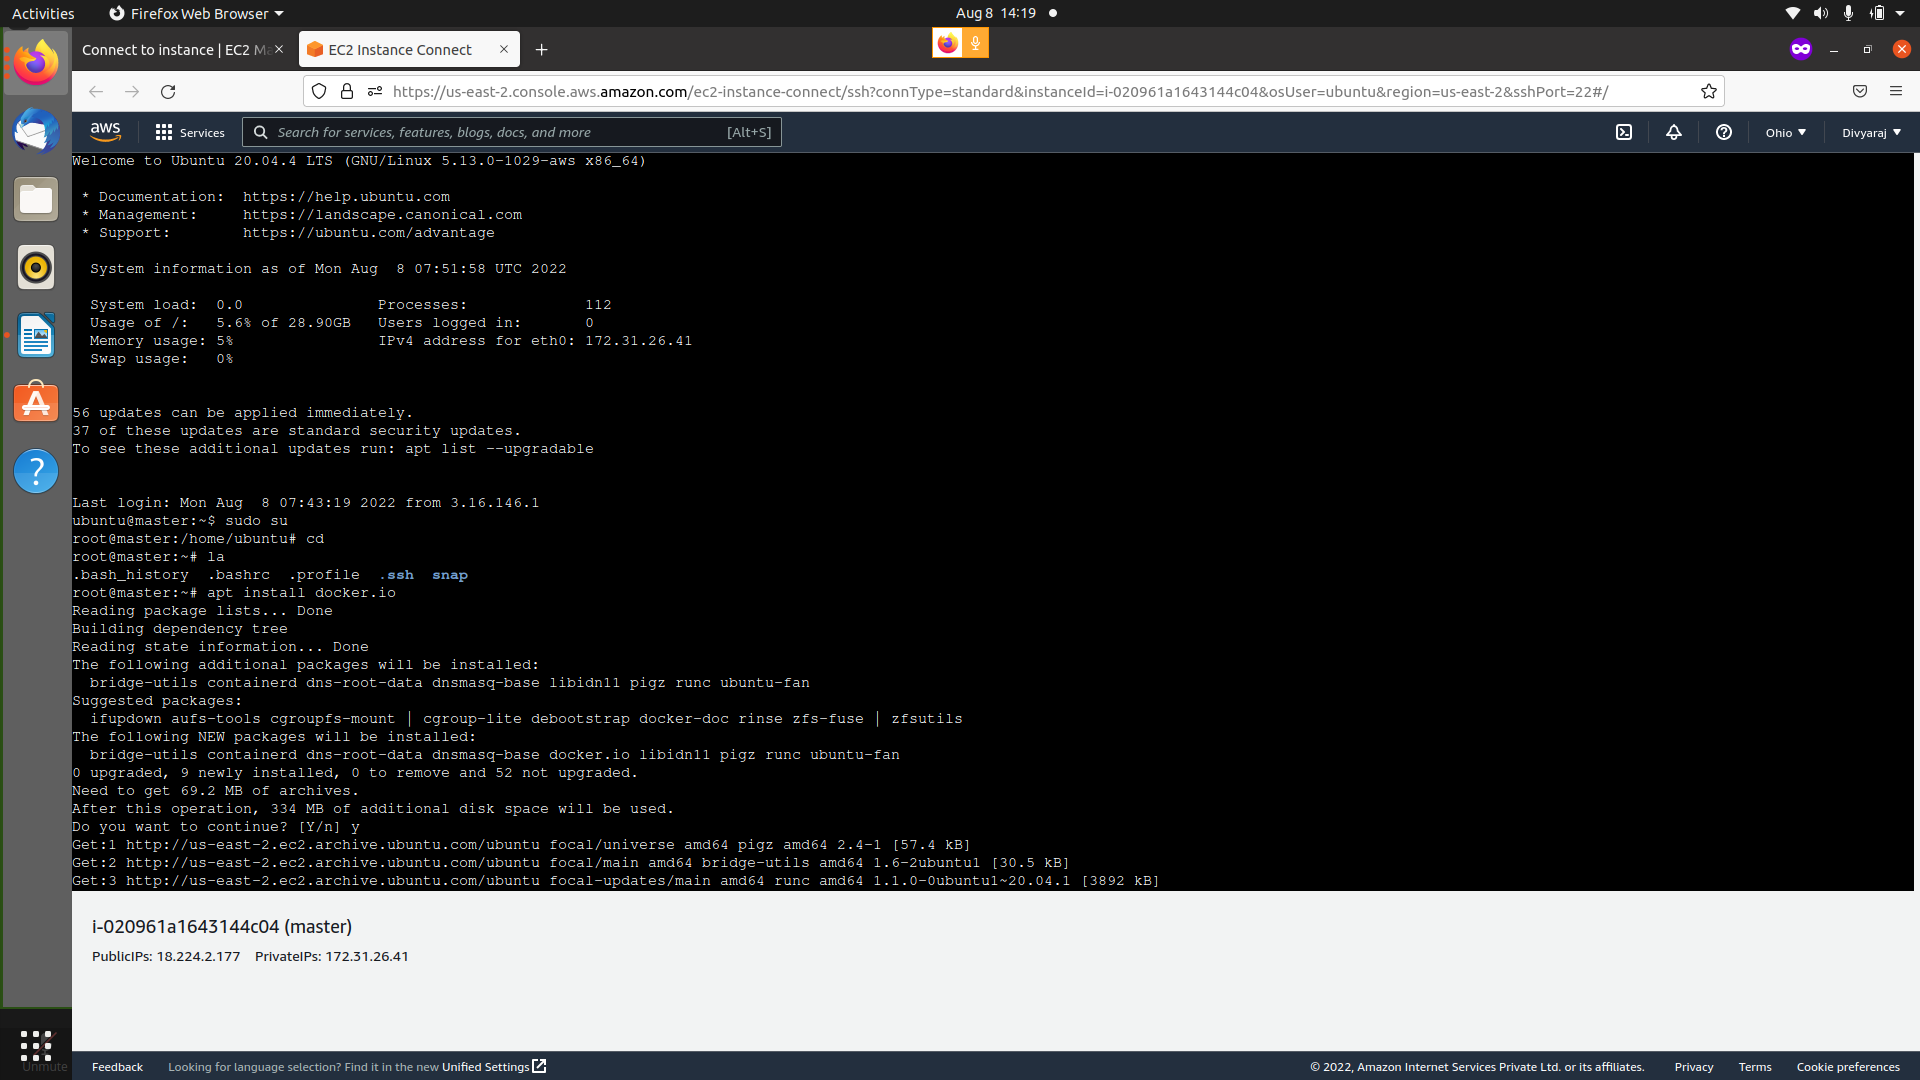 Activities
Firefox Web Browser
Aug 8 14:19
Connect to instance | EC2 Ma
EC2 Instance Connect
https://us-east-2.console.aws.amazon.com/ec2-instance-connect/ssh?connType=standard&instanceId=i-020961a1643144c04&osUser=ubuntu&region=us-east-2&sshPort=22#/
aws
Services
Search for services, features, blogs, docs, and more
[Alt+S]
Ohio
Divyaraj
Welcome to Ubuntu 20.04.4 LTS (GNU/Linux 5.13.0-1029-aws x86_64)
* Documentation:  https://help.ubuntu.com
* Management:     https://landscape.canonical.com
* Support:        https://ubuntu.com/advantage
System information as of Mon Aug  8 07:51:58 UTC 2022
System load:  0.0               Processes:             112
Usage of /:   5.6% of 28.90GB   Users logged in:       0
Memory usage: 5%                IPv4 address for eth0: 172.31.26.41
Swap usage:   0%
56 updates can be applied immediately.
37 of these updates are standard security updates.
To see these additional updates run: apt list --upgradable
Last login: Mon Aug  8 07:43:19 2022 from 3.16.146.1
ubuntu@master:~$ sudo su
root@master:/home/ubuntu# cd
root@master:~# la
.bash_history  .bashrc  .profile  .ssh  snap
root@master:~# apt install docker.io
Reading package lists... Done
Building dependency tree
Reading state information... Done
The following additional packages will be installed:
bridge-utils containerd dns-root-data dnsmasq-base libidn11 pigz runc ubuntu-fan
Suggested packages:
ifupdown aufs-tools cgroupfs-mount | cgroup-lite debootstrap docker-doc rinse zfs-fuse | zfsutils
The following NEW packages will be installed:
bridge-utils containerd dns-root-data dnsmasq-base docker.io libidn11 pigz runc ubuntu-fan
0 upgraded, 9 newly installed, 0 to remove and 52 not upgraded.
Need to get 69.2 MB of archives.
After this operation, 334 MB of additional disk space will be used.
Do you want to continue? [Y/n] y
Get:1 http://us-east-2.ec2.archive.ubuntu.com/ubuntu focal/universe amd64 pigz amd64 2.4-1 [57.4 kB]
Get:2 http://us-east-2.ec2.archive.ubuntu.com/ubuntu focal/main amd64 bridge-utils amd64 1.6-2ubuntu1 [30.5 kB]
Get:3 http://us-east-2.ec2.archive.ubuntu.com/ubuntu focal-updates/main amd64 runc amd64 1.1.0-0ubuntu1~20.04.1 [3892 kB]
i-020961a1643144c04 (master)
PublicIPs: 18.224.2.177    PrivateIPs: 172.31.26.41
Unmute
Feedback
Looking for language selection? Find it in the new Unified Settings
© 2022, Amazon Internet Services Private Ltd. or its affiliates.
Privacy
Terms
Cookie preferences